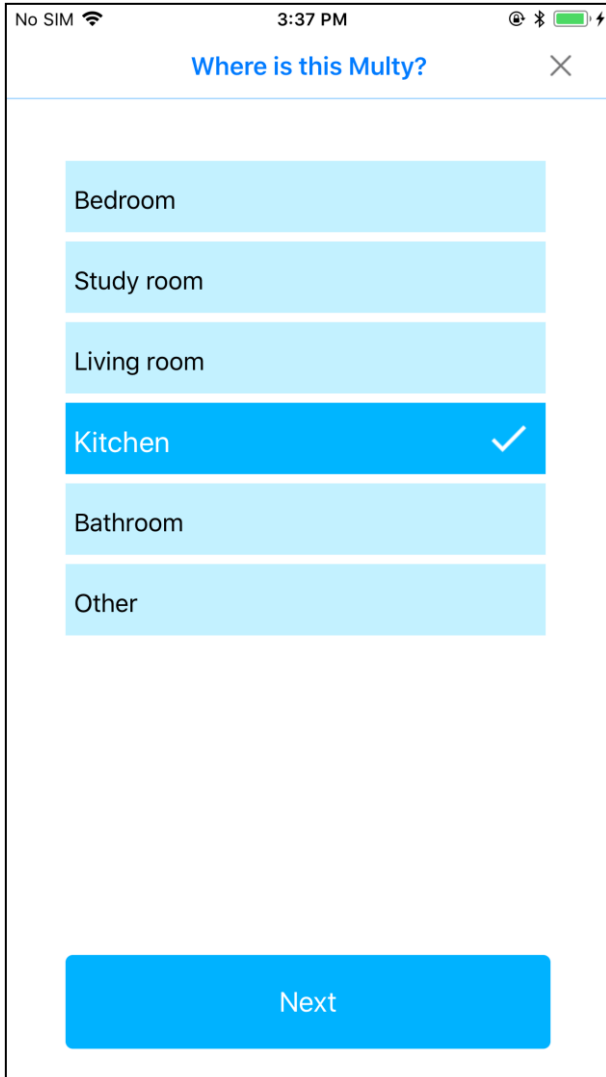 No SIM 3:37 PM
Where is this Multy?
Bedroom
Study room
Living room
Kitchen
Bathroom
Other
Next